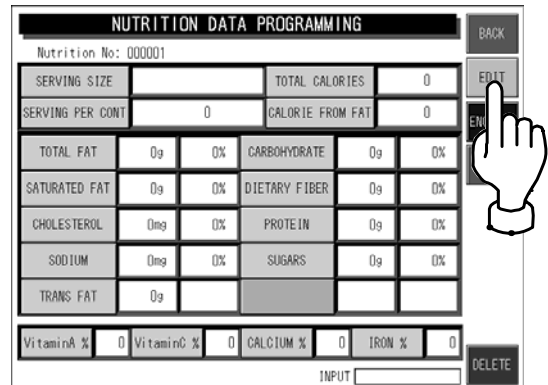 NUTRITION DATA PROGRAMMING
BACK
Nutrition No: 000001
EDIT
SERVING SIZE TOTAL CALORIES 0
SERVING PER CONT 0 CALORIE FROM FAT 0
TOTAL FAT 0g 0% CARBOHYDRATE 0g 0%
SATURATED FAT 0g 0% DIETARY FIBER 0g 0%
CHOLESTEROL 0mg 0% PROTEIN 0g 0%
SODIUM 0mg 0% SUGARS 0g 0%
TRANS FAT 0g
VitaminA % 0 VitaminC % 0 CALCIUM % 0 IRON % 0
INPUT
DELETE